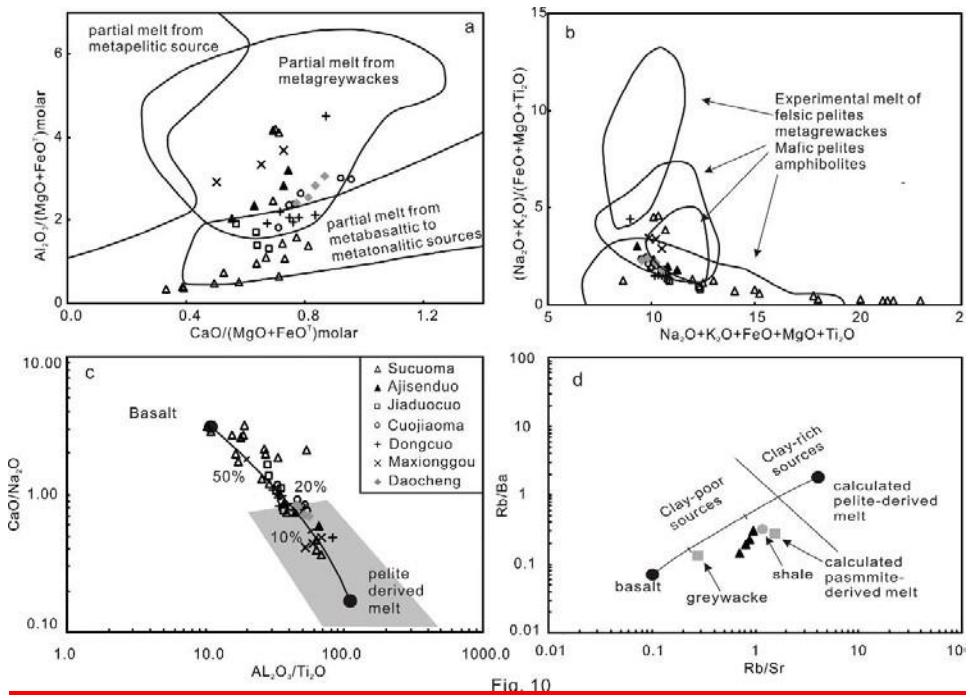 a
partial melt from
metapelitic source
Partial melt from
metagreywackes
partial melt from
metabasaltic to
metatonalitic sources
6
4
2
0
0.0
0.4
0.8
1.2
Al₂O₃/(MgO+FeOᵀ)molar
CaO/(MgO+FeOᵀ)molar
b
Experimental melt of
felsic pelites
metagrewackes
Mafic pelites
amphibolites
15
10
5
0
5
10
15
20
2
(Na₂O+K₂O)/(FeO+MgO+Ti₂O)
Na₂O+K₂O+FeO+MgO+Ti₂O
c
Basalt
50%
20%
10%
pelite
derived
melt
Sucuoma
Ajisenduo
Jiaduocuo
Cuojiaoma
Dongcuo
Maxionggou
Daocheng
10.00
1.00
0.10
1.0
10.0
100.0
1000.0
CaO/Na₂O
AL₂O₃/Ti₂O
d
Clay-rich
sources
Clay-poor
sources
calculated
pelite-derived
melt
calculated
pasmmite-
derived melt
shale
greywacke
basalt
100
10
1
0.1
0.01
0.1
1
10
100
Rb/Ba
Rb/Sr
Fig. 10